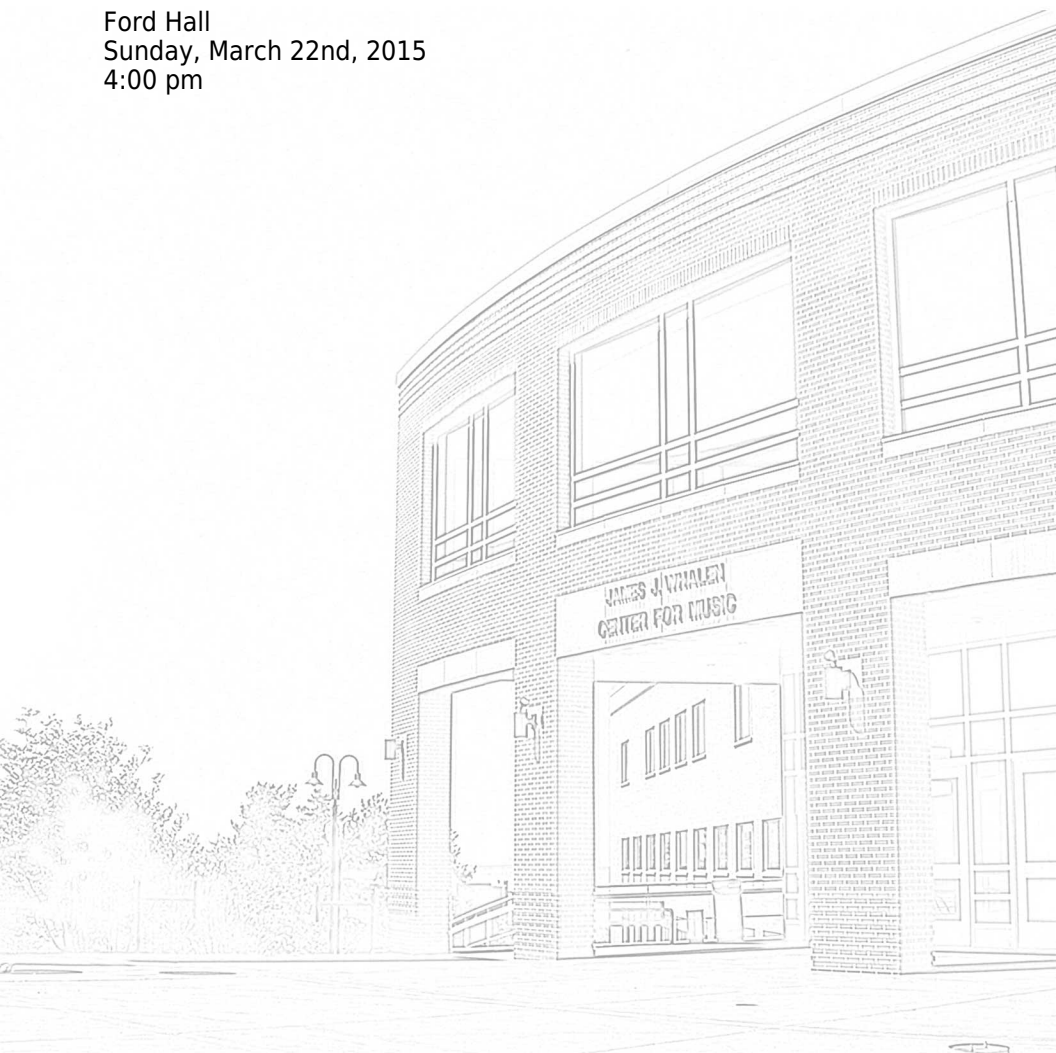 Ford Hall
Sunday, March 22nd, 2015
4:00 pm
JAMES J. WHALEN
CENTER FOR MUSIC